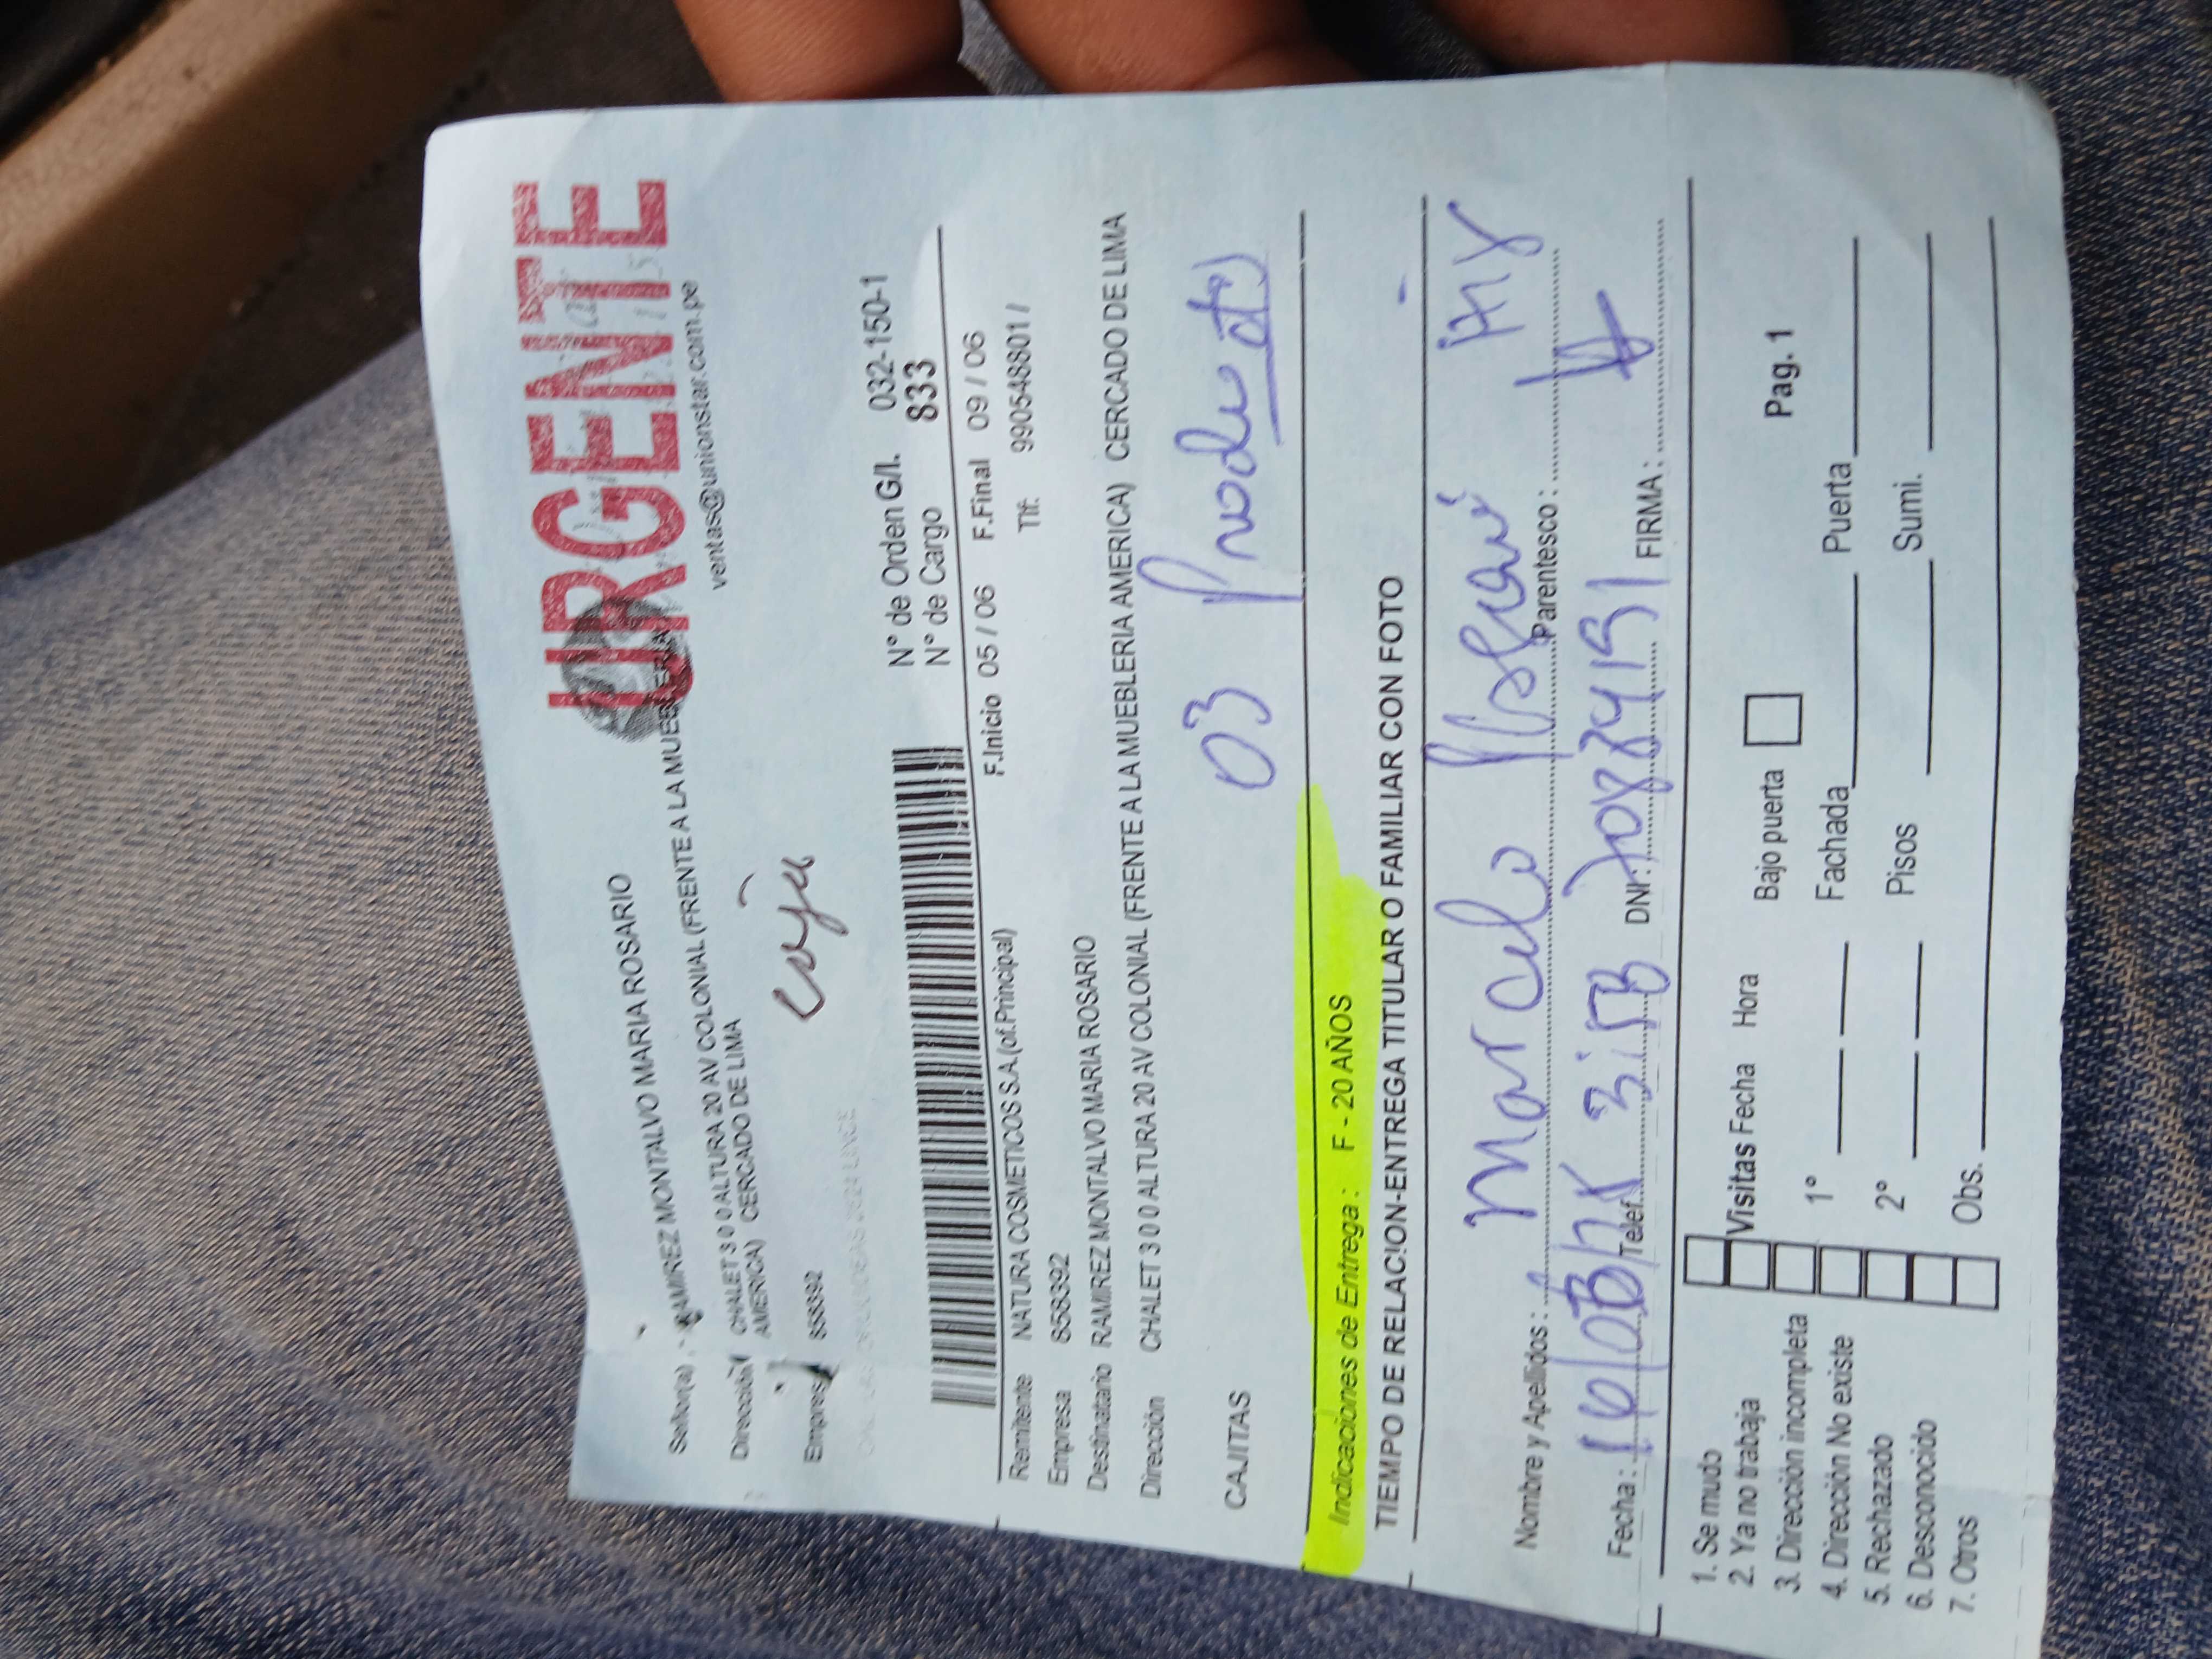 URGENTE
ventas@unionstar.com.pe
Señor(a) .- RAMIREZ MONTALVO MARIA ROSARIO
Dirección CHALET 3 0 0 ALTURA 20 AV COLONIAL (FRENTE A LA MUEBLERIA
AMERICA) CERCADO DE LIMA
Empresa 858392
caja
N° de Orden G/I. 032-150-1
N° de Cargo 833
F.Inicio 05 / 06 F.Final 09 / 06
Remitente NATURA COSMETICOS S.A. (of.Principal)
Tlf. 990548801 /
Empresa 858392
Destinatario RAMIREZ MONTALVO MARIA ROSARIO
Dirección CHALET 3 0 0 ALTURA 20 AV COLONIAL (FRENTE A LA MUEBLERIA AMERICA) CERCADO DE LIMA
CAJITAS
03
Indicaciones de Entrega : F - 20 AÑOS
TIEMPO DE RELACION-ENTREGA TITULAR O FAMILIAR CON FOTO
Nombre y Apellidos : Marcelo Parentesco :
Fecha : Telef. DNI : FIRMA :
1. Se mudo
2. Ya no trabaja
3. Dirección incompleta
4. Dirección No existe
5. Rechazado
6. Desconocido
7. Otros
Visitas Fecha Hora Bajo puerta Pag. 1
1° Fachada Puerta
2° Pisos Sumi.
Obs.